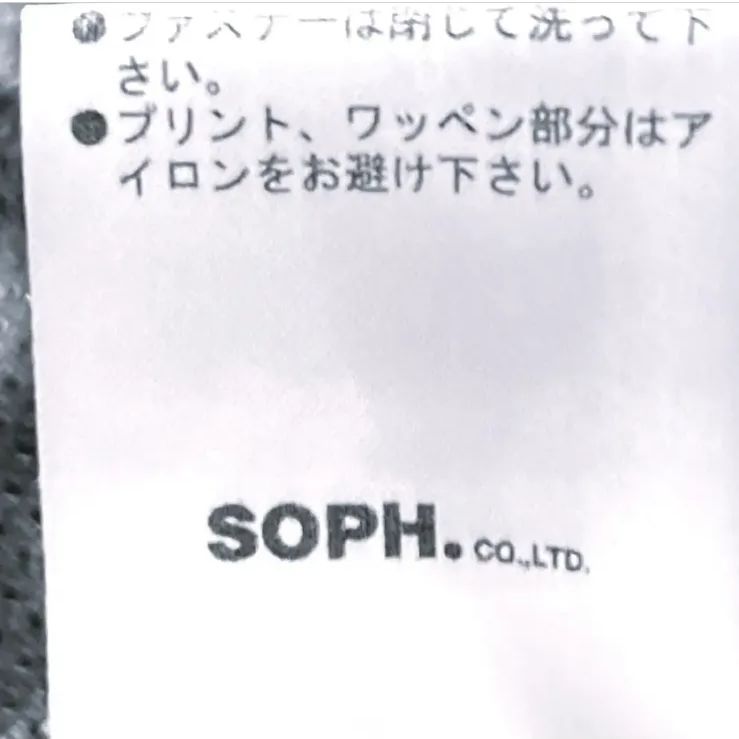 ●ファスナーは閉じて洗って下
さい。
●プリント、ワッペン部分はア
イロンをお避け下さい。
SOPH. CO.,LTD.